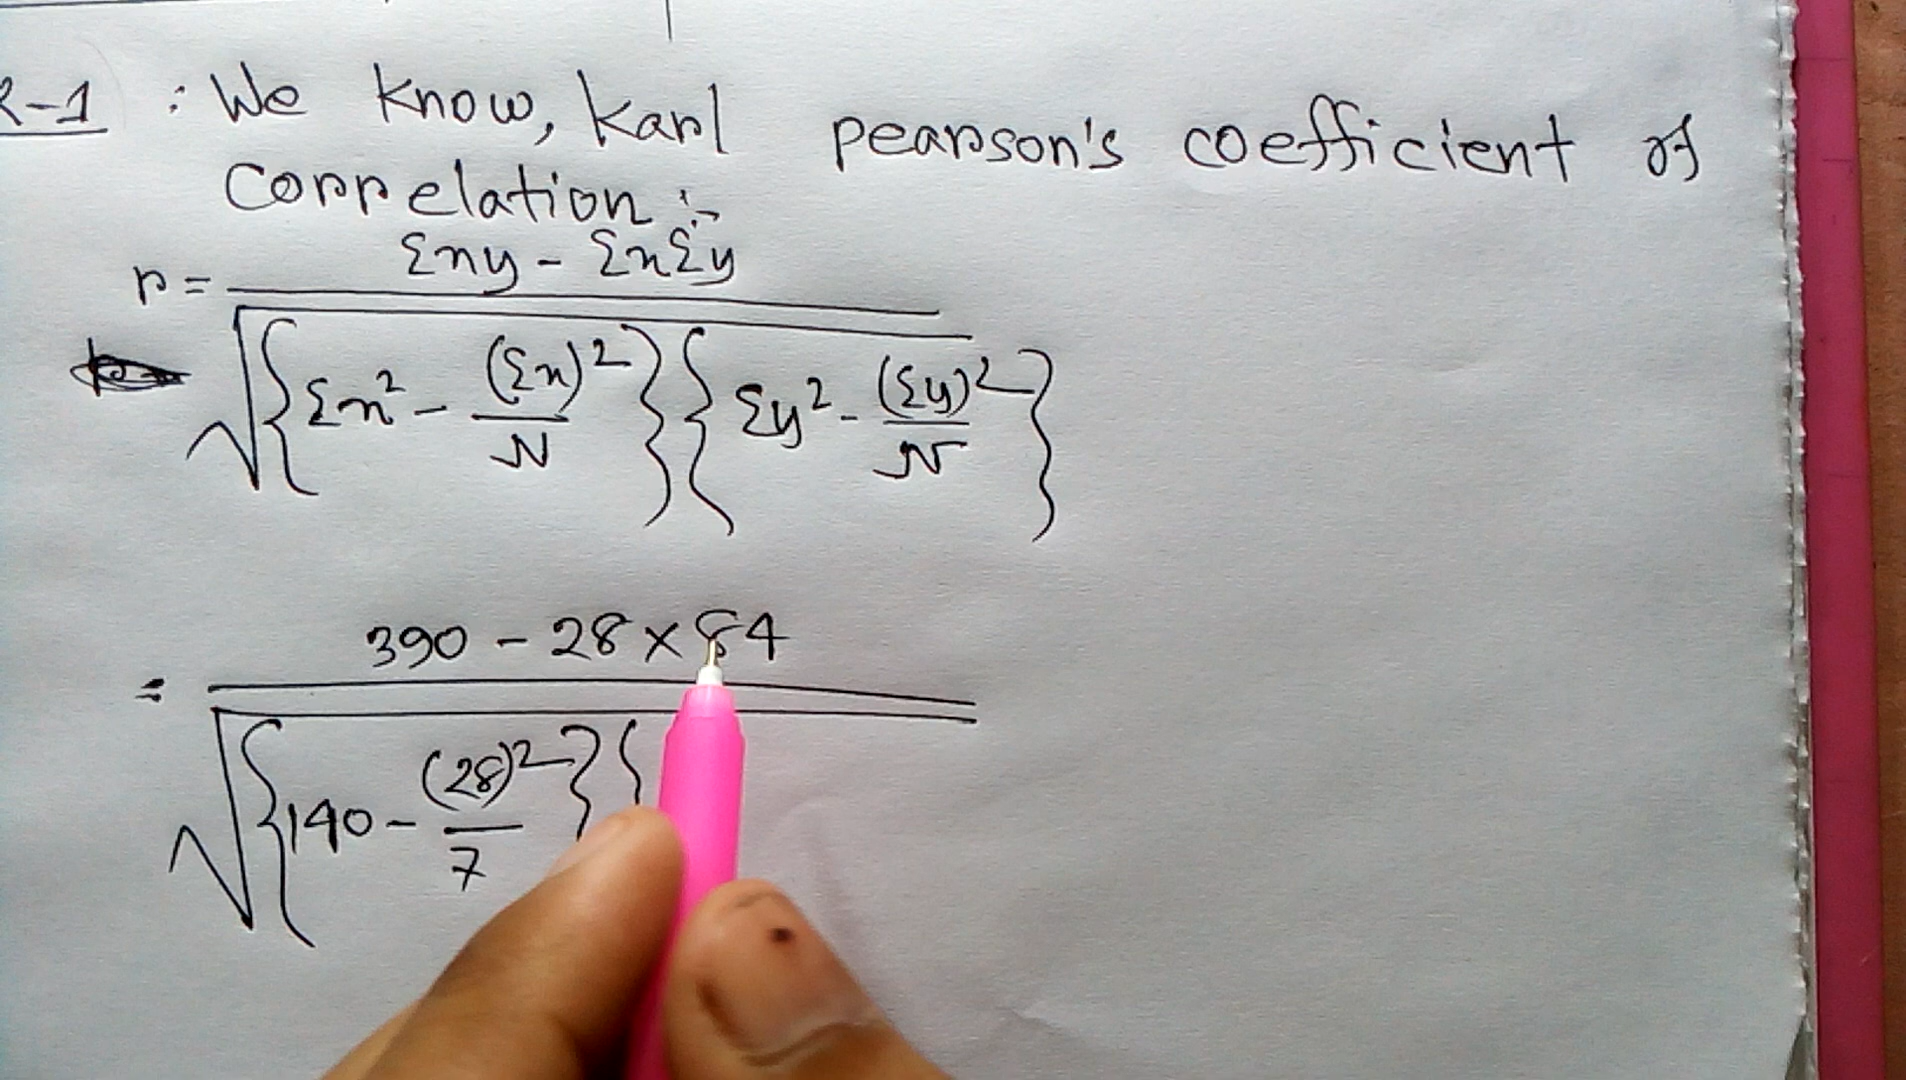 R-1 : We know, Karl pearson's coefficient of
correlation :-
r = Σxy - ΣxΣy
√{Σx² - (Σx)²/N}{Σy² - (Σy)²/N}
= 390 - 28 × 84
√{140 - (28)²/7}{